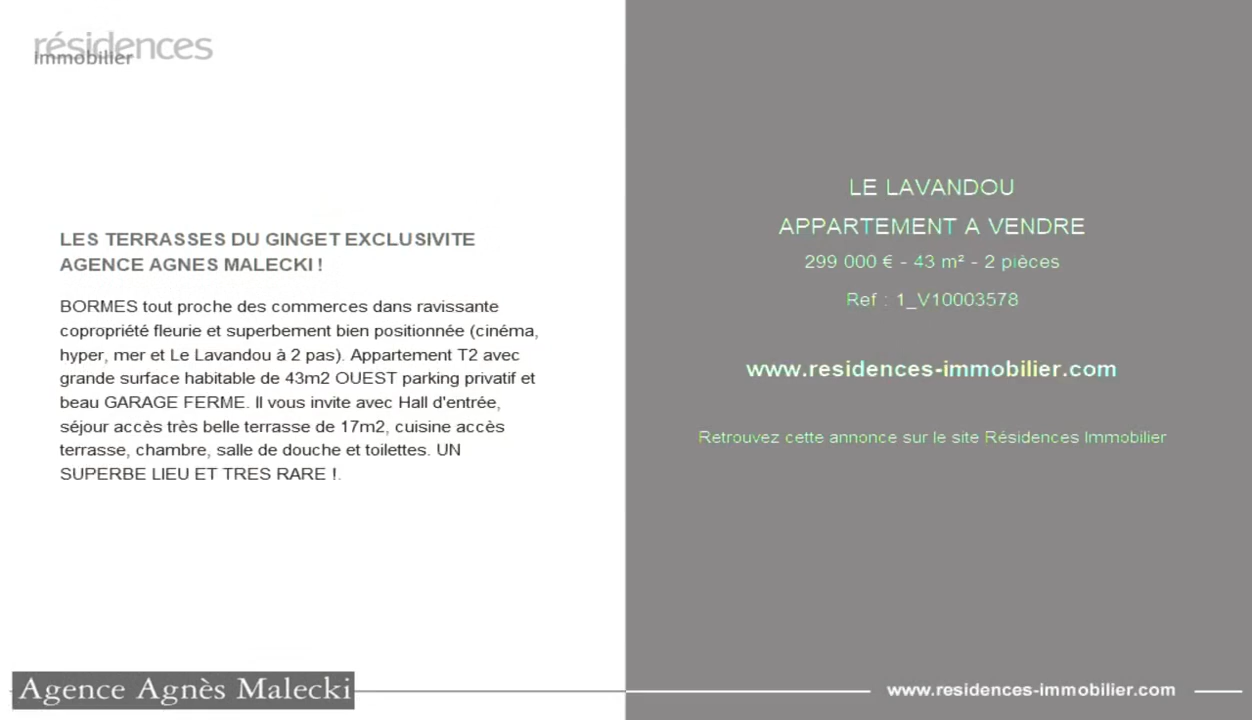 résidences
immobilier
LES TERRASSES DU GINGET EXCLUSIVITE
AGENCE AGNES MALECKI !
BORMES tout proche des commerces dans ravissante
copropriété fleurie et superbement bien positionnée (cinéma,
hyper, mer et Le Lavandou à 2 pas). Appartement T2 avec
grande surface habitable de 43m2 OUEST parking privatif et
beau GARAGE FERME. Il vous invite avec Hall d'entrée,
séjour accès très belle terrasse de 17m2, cuisine accès
terrasse, chambre, salle de douche et toilettes. UN
SUPERBE LIEU ET TRES RARE !.
Agence Agnès Malecki
LE LAVANDOU
APPARTEMENT A VENDRE
299 000 € - 43 m² - 2 pièces
Ref : 1_V10003578
www.residences-immobilier.com
Retrouvez cette annonce sur le site Résidences Immobilier
www.residences-immobilier.com